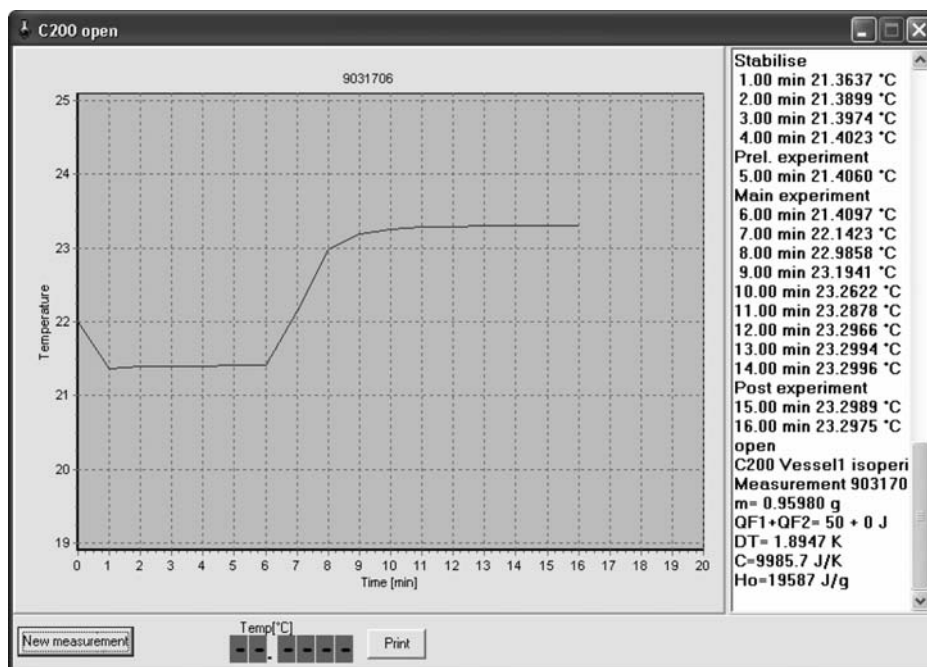 C200 open
9031706
25
24
23
22
21
20
19
Temperature
0 1 2 3 4 5 6 7 8 9 10 11 12 13 14 15 16 17 18 19 20
Time [min]
Stabilise
1.00 min 21.3637 °C
2.00 min 21.3899 °C
3.00 min 21.3974 °C
4.00 min 21.4023 °C
Prel. experiment
5.00 min 21.4060 °C
Main experiment
6.00 min 21.4097 °C
7.00 min 22.1423 °C
8.00 min 22.9858 °C
9.00 min 23.1941 °C
10.00 min 23.2622 °C
11.00 min 23.2878 °C
12.00 min 23.2966 °C
13.00 min 23.2994 °C
14.00 min 23.2996 °C
Post experiment
15.00 min 23.2989 °C
16.00 min 23.2975 °C
open
C200 Vessel1 isoperi
Measurement 903170
m= 0.95980 g
QF1+QF2= 50 + 0 J
DT= 1.8947 K
C=9985.7 J/K
Ho=19587 J/g
New measurement
Temp[°C]
--.----
Print